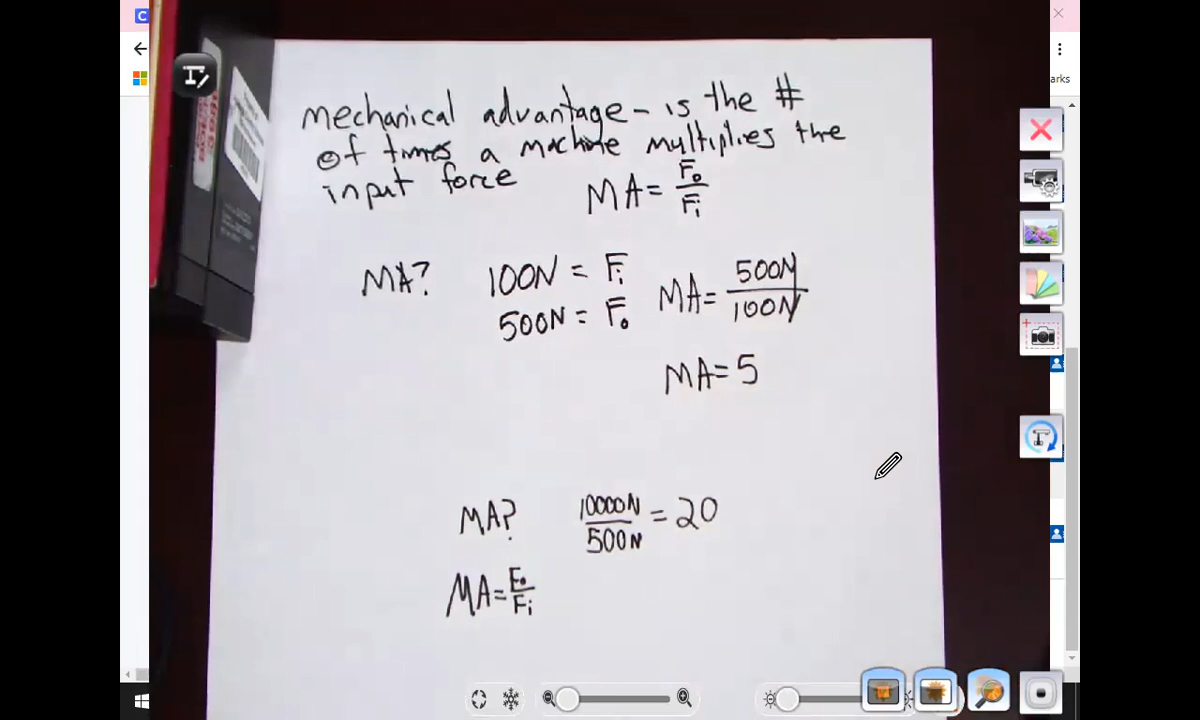 mechanical advantage - is the #
of times a machine multiplies the
input force
MA = Fo/Fi
MA? 100N = Fi
500N = Fo
MA = 500N/100N
MA = 5
MA? 10000N/500N = 20
MA = Fo/Fi
arks